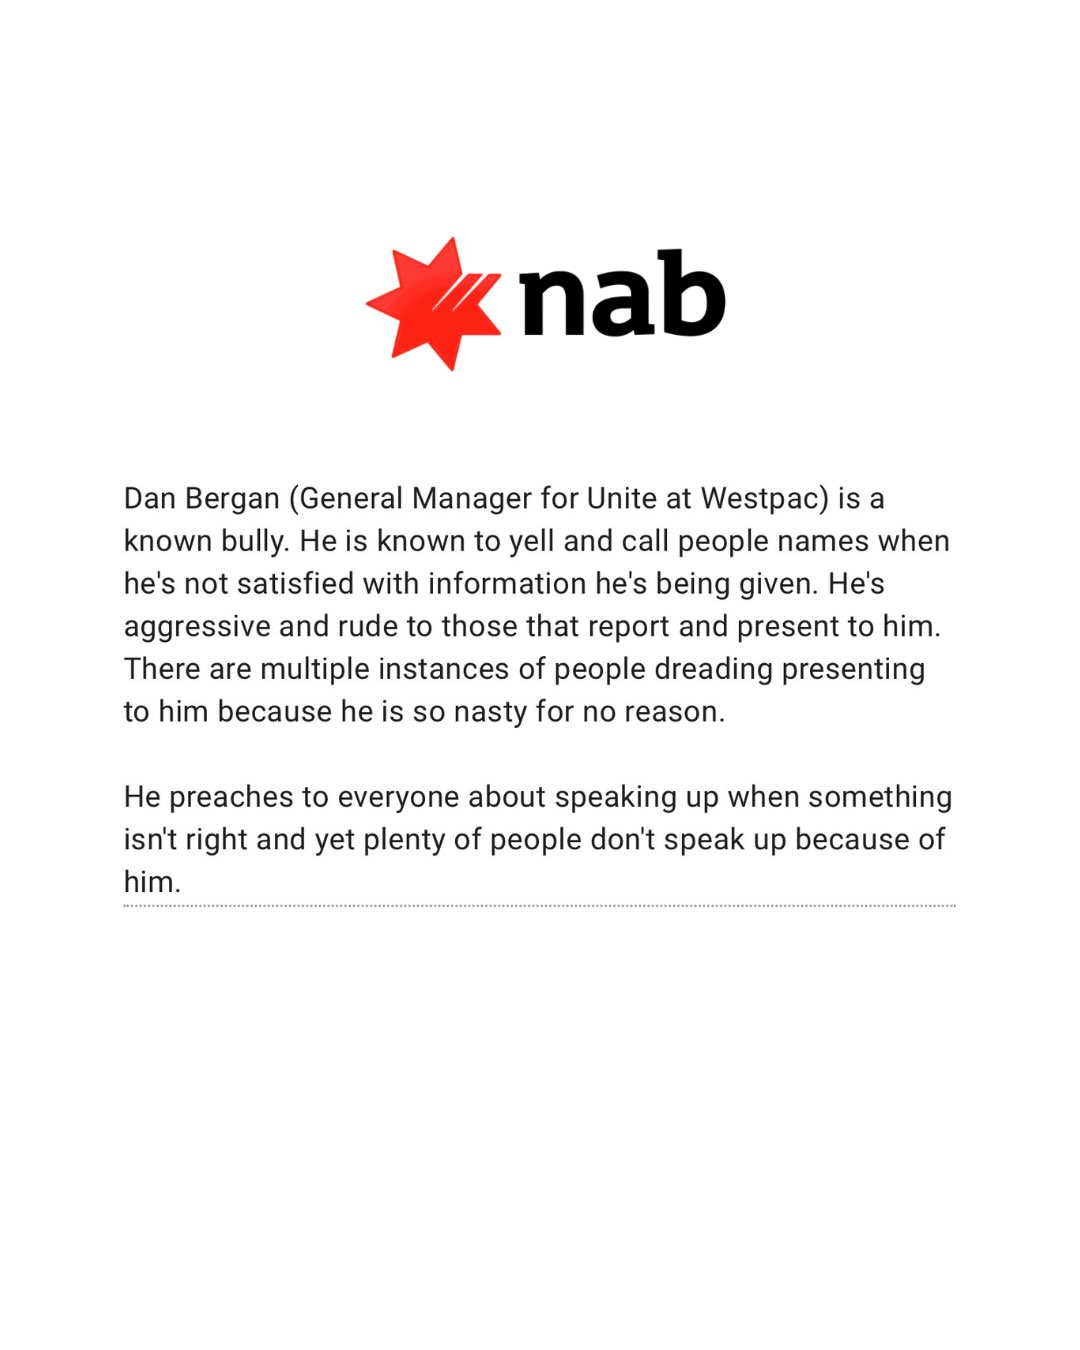 nab
Dan Bergan (General Manager for Unite at Westpac) is a
known bully. He is known to yell and call people names when
he's not satisfied with information he's being given. He's
aggressive and rude to those that report and present to him.
There are multiple instances of people dreading presenting
to him because he is so nasty for no reason.
He preaches to everyone about speaking up when something
isn't right and yet plenty of people don't speak up because of
him.